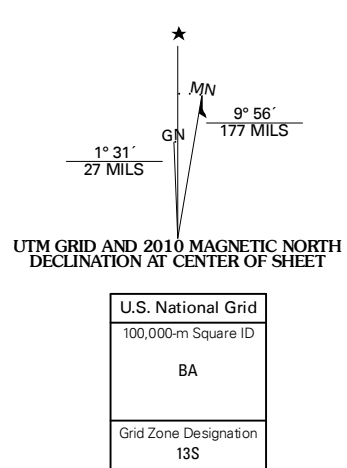 ★
MN
9° 56´
177 MILS
GN
1° 31´
27 MILS
UTM GRID AND 2010 MAGNETIC NORTH
DECLINATION AT CENTER OF SHEET
U.S. National Grid
100,000-m Square ID
BA
Grid Zone Designation
13S